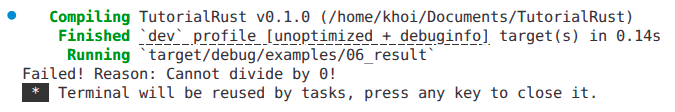 Compiling TutorialRust v0.1.0 (/home/khoi/Documents/TutorialRust)
Finished `dev` profile [unoptimized + debuginfo] target(s) in 0.14s
Running `target/debug/examples/06_result`
Failed! Reason: Cannot divide by 0!
* Terminal will be reused by tasks, press any key to close it.